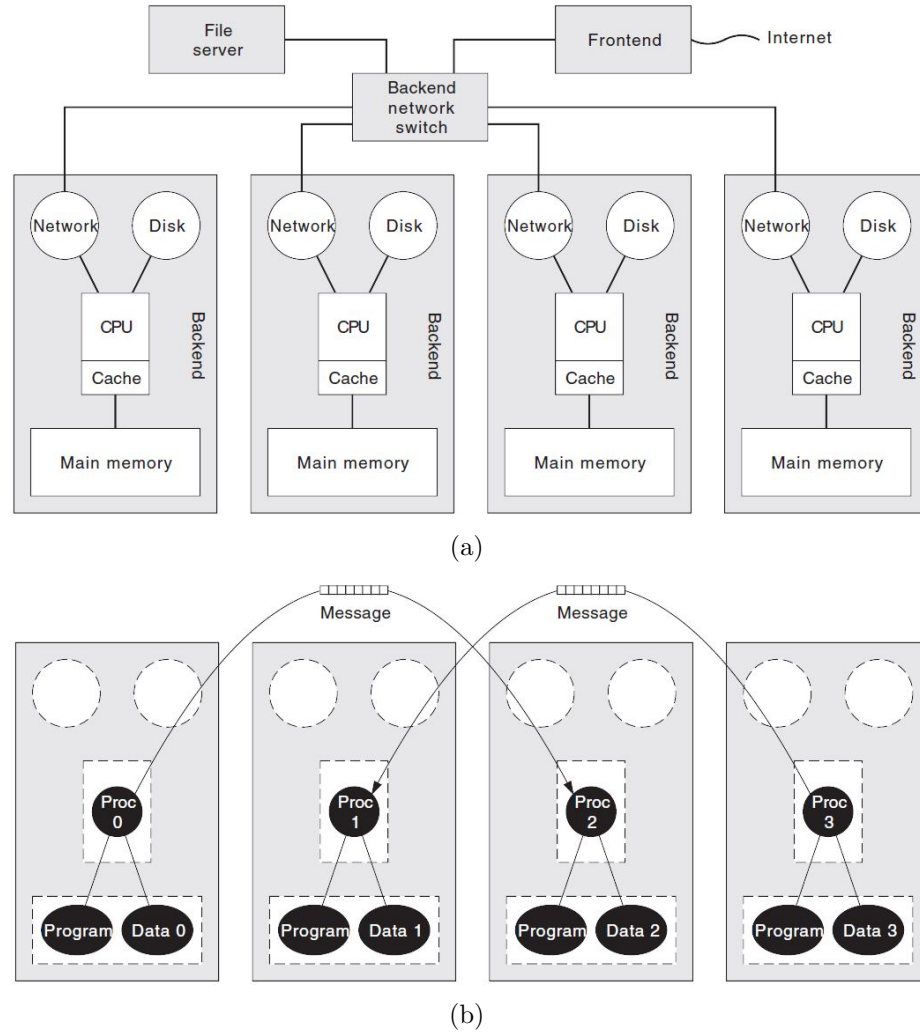 File
server
Frontend
Internet
Backend
network
switch
Network
Disk
CPU
Cache
Main memory
Backend
Network
Disk
CPU
Cache
Main memory
Backend
Network
Disk
CPU
Cache
Main memory
Backend
Network
Disk
CPU
Cache
Main memory
Backend
(a)
Message
Message
Proc
0
Program
Data 0
Proc
1
Program
Data 1
Proc
2
Program
Data 2
Proc
3
Program
Data 3
(b)